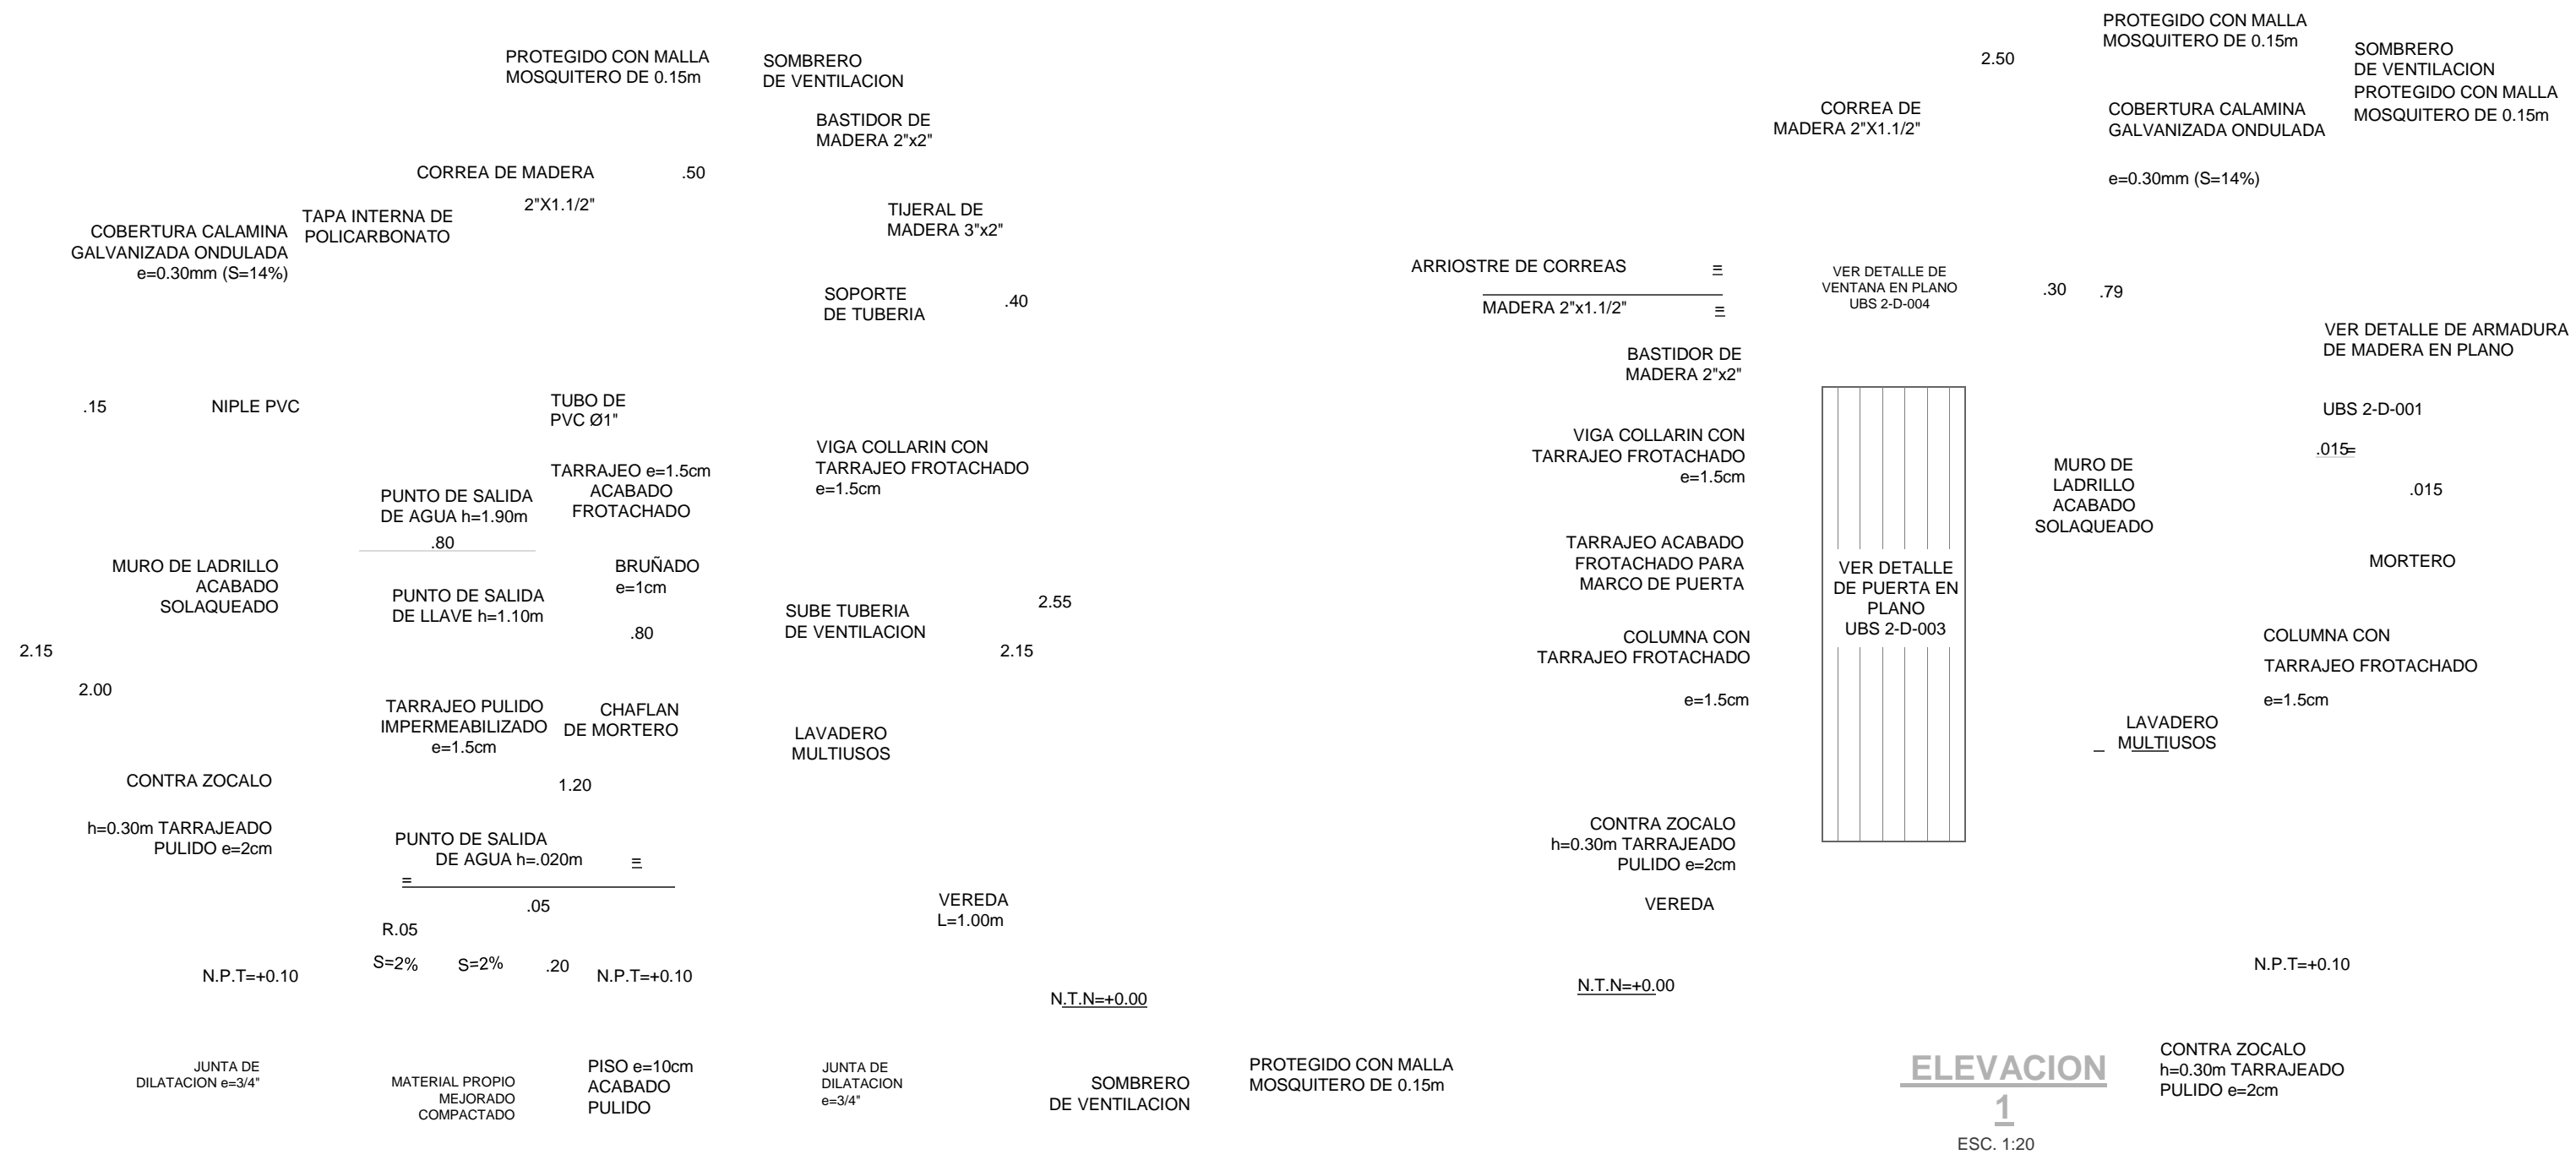 PROTEGIDO CON MALLA
MOSQUITERO DE 0.15m
SOMBRERO
DE VENTILACION
BASTIDOR DE
MADERA 2"x2"
CORREA DE MADERA
2"X1.1/2"
.50
TAPA INTERNA DE
POLICARBONATO
COBERTURA CALAMINA
GALVANIZADA ONDULADA
e=0.30mm (S=14%)
TIJERAL DE
MADERA 3"x2"
SOPORTE
DE TUBERIA
.40
.15
NIPLE PVC
TUBO DE
PVC Ø1"
VIGA COLLARIN CON
TARRAJEO FROTACHADO
e=1.5cm
TARRAJEO e=1.5cm
ACABADO
FROTACHADO
PUNTO DE SALIDA
DE AGUA h=1.90m
.80
MURO DE LADRILLO
ACABADO
SOLAQUEADO
BRUÑADO
e=1cm
PUNTO DE SALIDA
DE LLAVE h=1.10m
.80
SUBE TUBERIA
DE VENTILACION
2.55
2.15
2.15
2.00
TARRAJEO PULIDO
IMPERMEABILIZADO
e=1.5cm
CHAFLAN
DE MORTERO
LAVADERO
MULTIUSOS
CONTRA ZOCALO
h=0.30m TARRAJEADO
PULIDO e=2cm
1.20
PUNTO DE SALIDA
DE AGUA h=.020m
=
=
.05
R.05
S=2%
S=2%
.20
N.P.T=+0.10
N.P.T=+0.10
VEREDA
L=1.00m
N.T.N=+0.00
JUNTA DE
DILATACION e=3/4"
MATERIAL PROPIO
MEJORADO
COMPACTADO
PISO e=10cm
ACABADO
PULIDO
JUNTA DE
DILATACION
e=3/4"
SOMBRERO
DE VENTILACION
PROTEGIDO CON MALLA
MOSQUITERO DE 0.15m
PROTEGIDO CON MALLA
MOSQUITERO DE 0.15m
2.50
SOMBRERO
DE VENTILACION
PROTEGIDO CON MALLA
MOSQUITERO DE 0.15m
CORREA DE
MADERA 2"X1.1/2"
COBERTURA CALAMINA
GALVANIZADA ONDULADA
e=0.30mm (S=14%)
ARRIOSTRE DE CORREAS
=
MADERA 2"x1.1/2"
=
VER DETALLE DE
VENTANA EN PLANO
UBS 2-D-004
.30
.79
VER DETALLE DE ARMADURA
DE MADERA EN PLANO
UBS 2-D-001
BASTIDOR DE
MADERA 2"x2"
VIGA COLLARIN CON
TARRAJEO FROTACHADO
e=1.5cm
.015=
.015
MURO DE
LADRILLO
ACABADO
SOLAQUEADO
TARRAJEO ACABADO
FROTACHADO PARA
MARCO DE PUERTA
VER DETALLE
DE PUERTA EN
PLANO
UBS 2-D-003
MORTERO
COLUMNA CON
TARRAJEO FROTACHADO
e=1.5cm
COLUMNA CON
TARRAJEO FROTACHADO
e=1.5cm
LAVADERO
MULTIUSOS
CONTRA ZOCALO
h=0.30m TARRAJEADO
PULIDO e=2cm
VEREDA
N.P.T=+0.10
N.T.N=+0.00
CONTRA ZOCALO
h=0.30m TARRAJEADO
PULIDO e=2cm
ELEVACION
1
ESC. 1:20